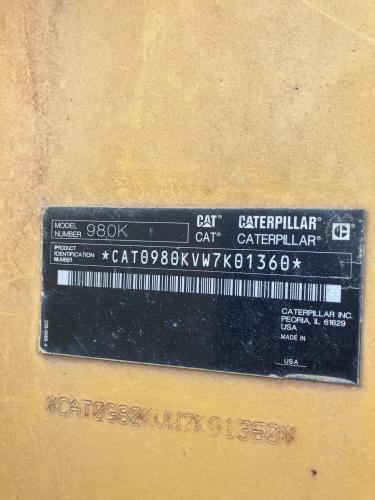 MODEL NUMBER 980K
CAT CATERPILLAR
CAT® CATERPILLAR®
PRODUCT IDENTIFICATION NUMBER *CAT0980KVW7K01360*
CATERPILLAR INC.
PEORIA, IL 61629
USA
MADE IN
USA
*CAT0980KVW7K01360*